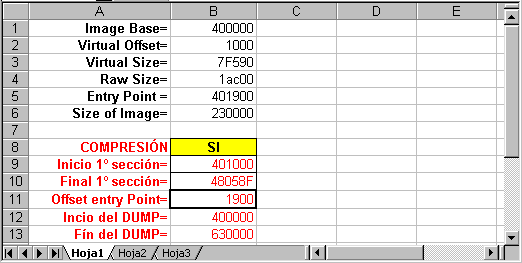 A B C D E
1 Image Base= 400000
2 Virtual Offset= 1000
3 Virtual Size= 7F590
4 Raw Size= 1ac00
5 Entry Point = 401900
6 Size of Image= 230000
7
8 COMPRESIÓN SI
9 Inicio 1º sección= 401000
10 Final 1º sección= 48058F
11 Offset entry Point= 1900
12 Incio del DUMP= 400000
13 Fín del DUMP= 630000
Hoja1 Hoja2 Hoja3